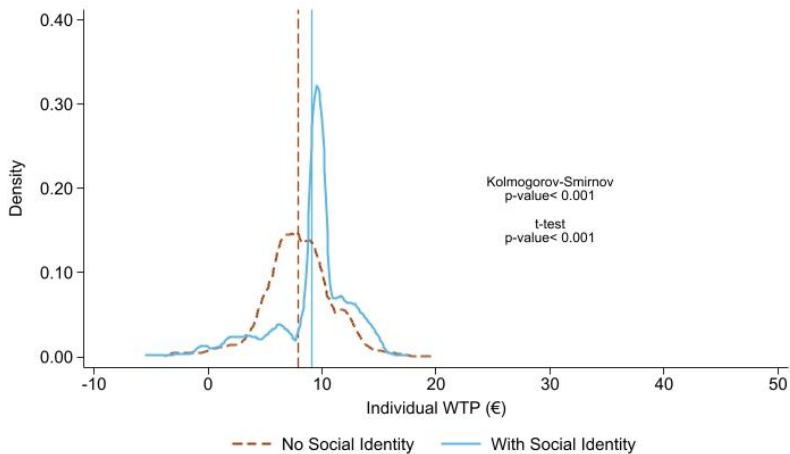 0.40
0.30
Density
0.20
Kolmogorov-Smirnov
p-value< 0.001
t-test
p-value< 0.001
0.10
0.00
-10 0 10 20 30 40 50
Individual WTP (€)
No Social Identity With Social Identity